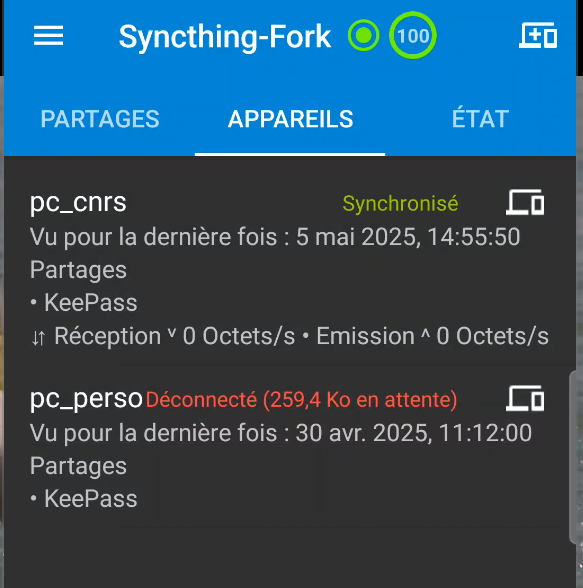 Syncthing-Fork 100
PARTAGES APPAREILS ÉTAT
pc_cnrs Synchronisé
Vu pour la dernière fois : 5 mai 2025, 14:55:50
Partages
• KeePass
⇅ Réception ˅ 0 Octets/s • Emission ˄ 0 Octets/s
pc_perso Déconnecté (259,4 Ko en attente)
Vu pour la dernière fois : 30 avr. 2025, 11:12:00
Partages
• KeePass